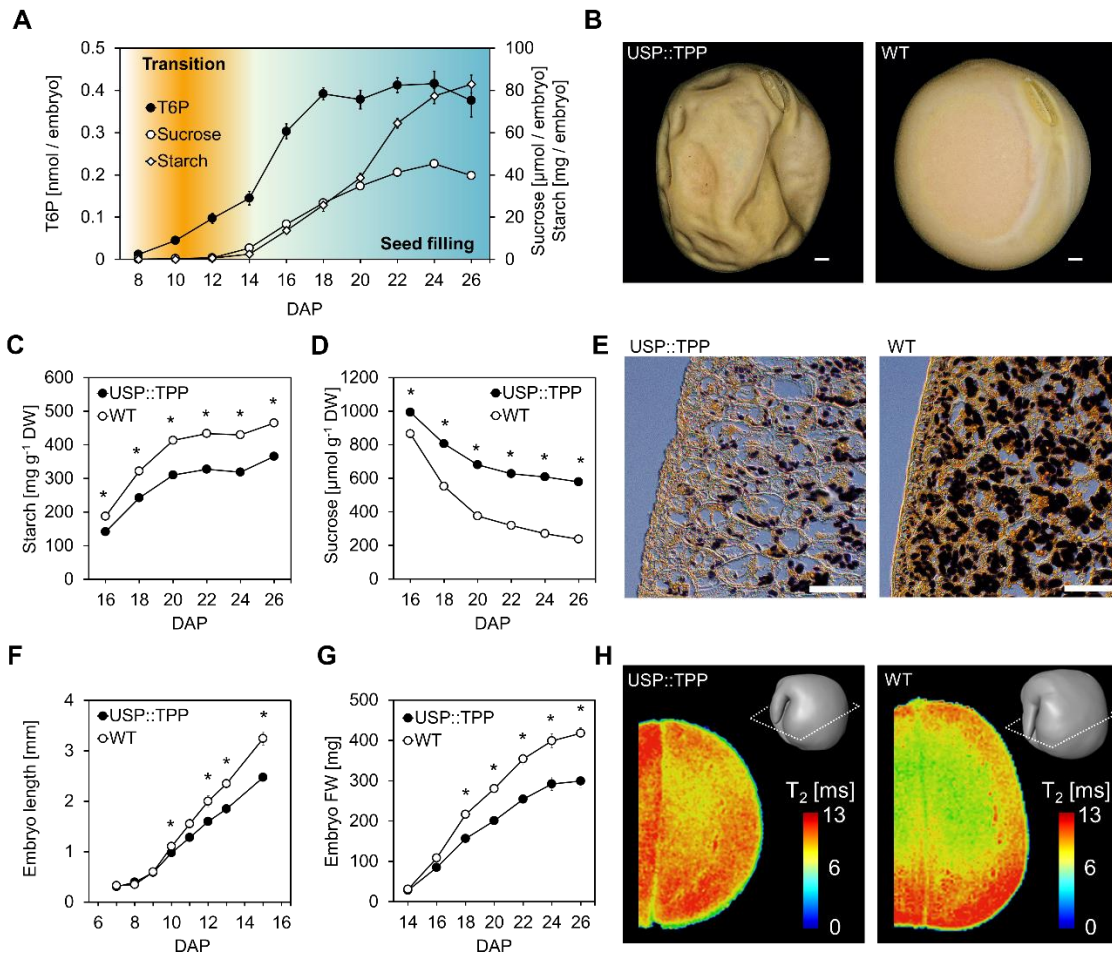 A
T6P [nmol / embryo]
0.5
0.4
0.3
0.2
0.1
0
Transition
T6P
Sucrose
Starch
Seed filling
100
80
60
40
20
0
Sucrose [µmol / embryo]
Starch [mg / embryo]
8 10 12 14 16 18 20 22 24 26
DAP
B
USP::TPP
WT
C
Starch [mg g⁻¹ DW]
600
500
400
300
200
100
0
USP::TPP
WT
* * * * * *
16 18 20 22 24 26
DAP
D
Sucrose [µmol g⁻¹ DW]
1200
1000
800
600
400
200
0
USP::TPP
WT
* * * * * *
16 18 20 22 24 26
DAP
E
USP::TPP
WT
F
Embryo length [mm]
4
3
2
1
0
USP::TPP
WT
* * * *
6 8 10 12 14 16
DAP
G
Embryo FW [mg]
500
400
300
200
100
0
USP::TPP
WT
* * * * *
14 16 18 20 22 24 26
DAP
H
USP::TPP
T₂ [ms]
13
6
0
WT
T₂ [ms]
13
6
0